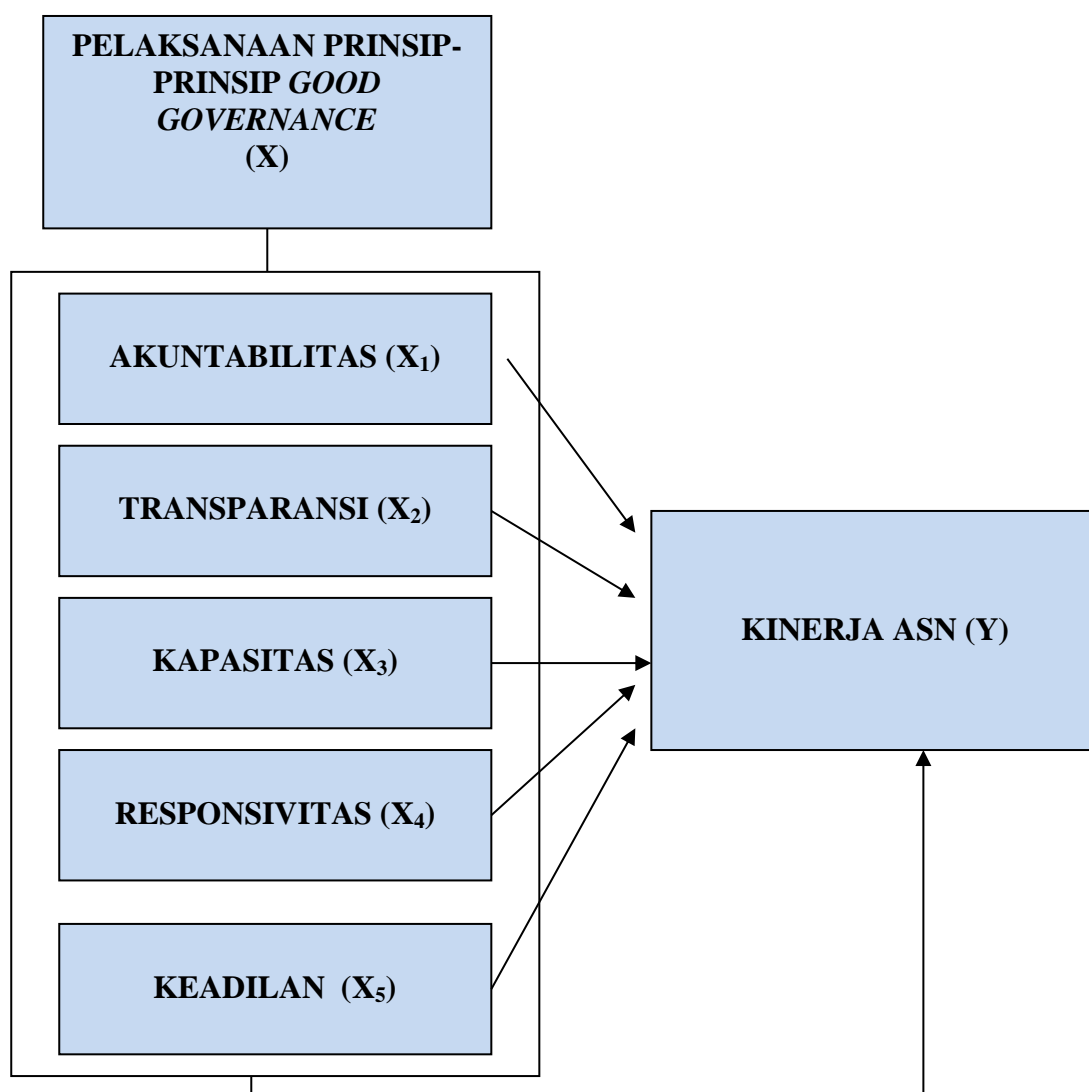 PELAKSANAAN PRINSIP-
PRINSIP GOOD
GOVERNANCE
(X)
AKUNTABILITAS (X₁)
TRANSPARANSI (X₂)
KAPASITAS (X₃)
RESPONSIVITAS (X₄)
KEADILAN (X₅)
KINERJA ASN (Y)